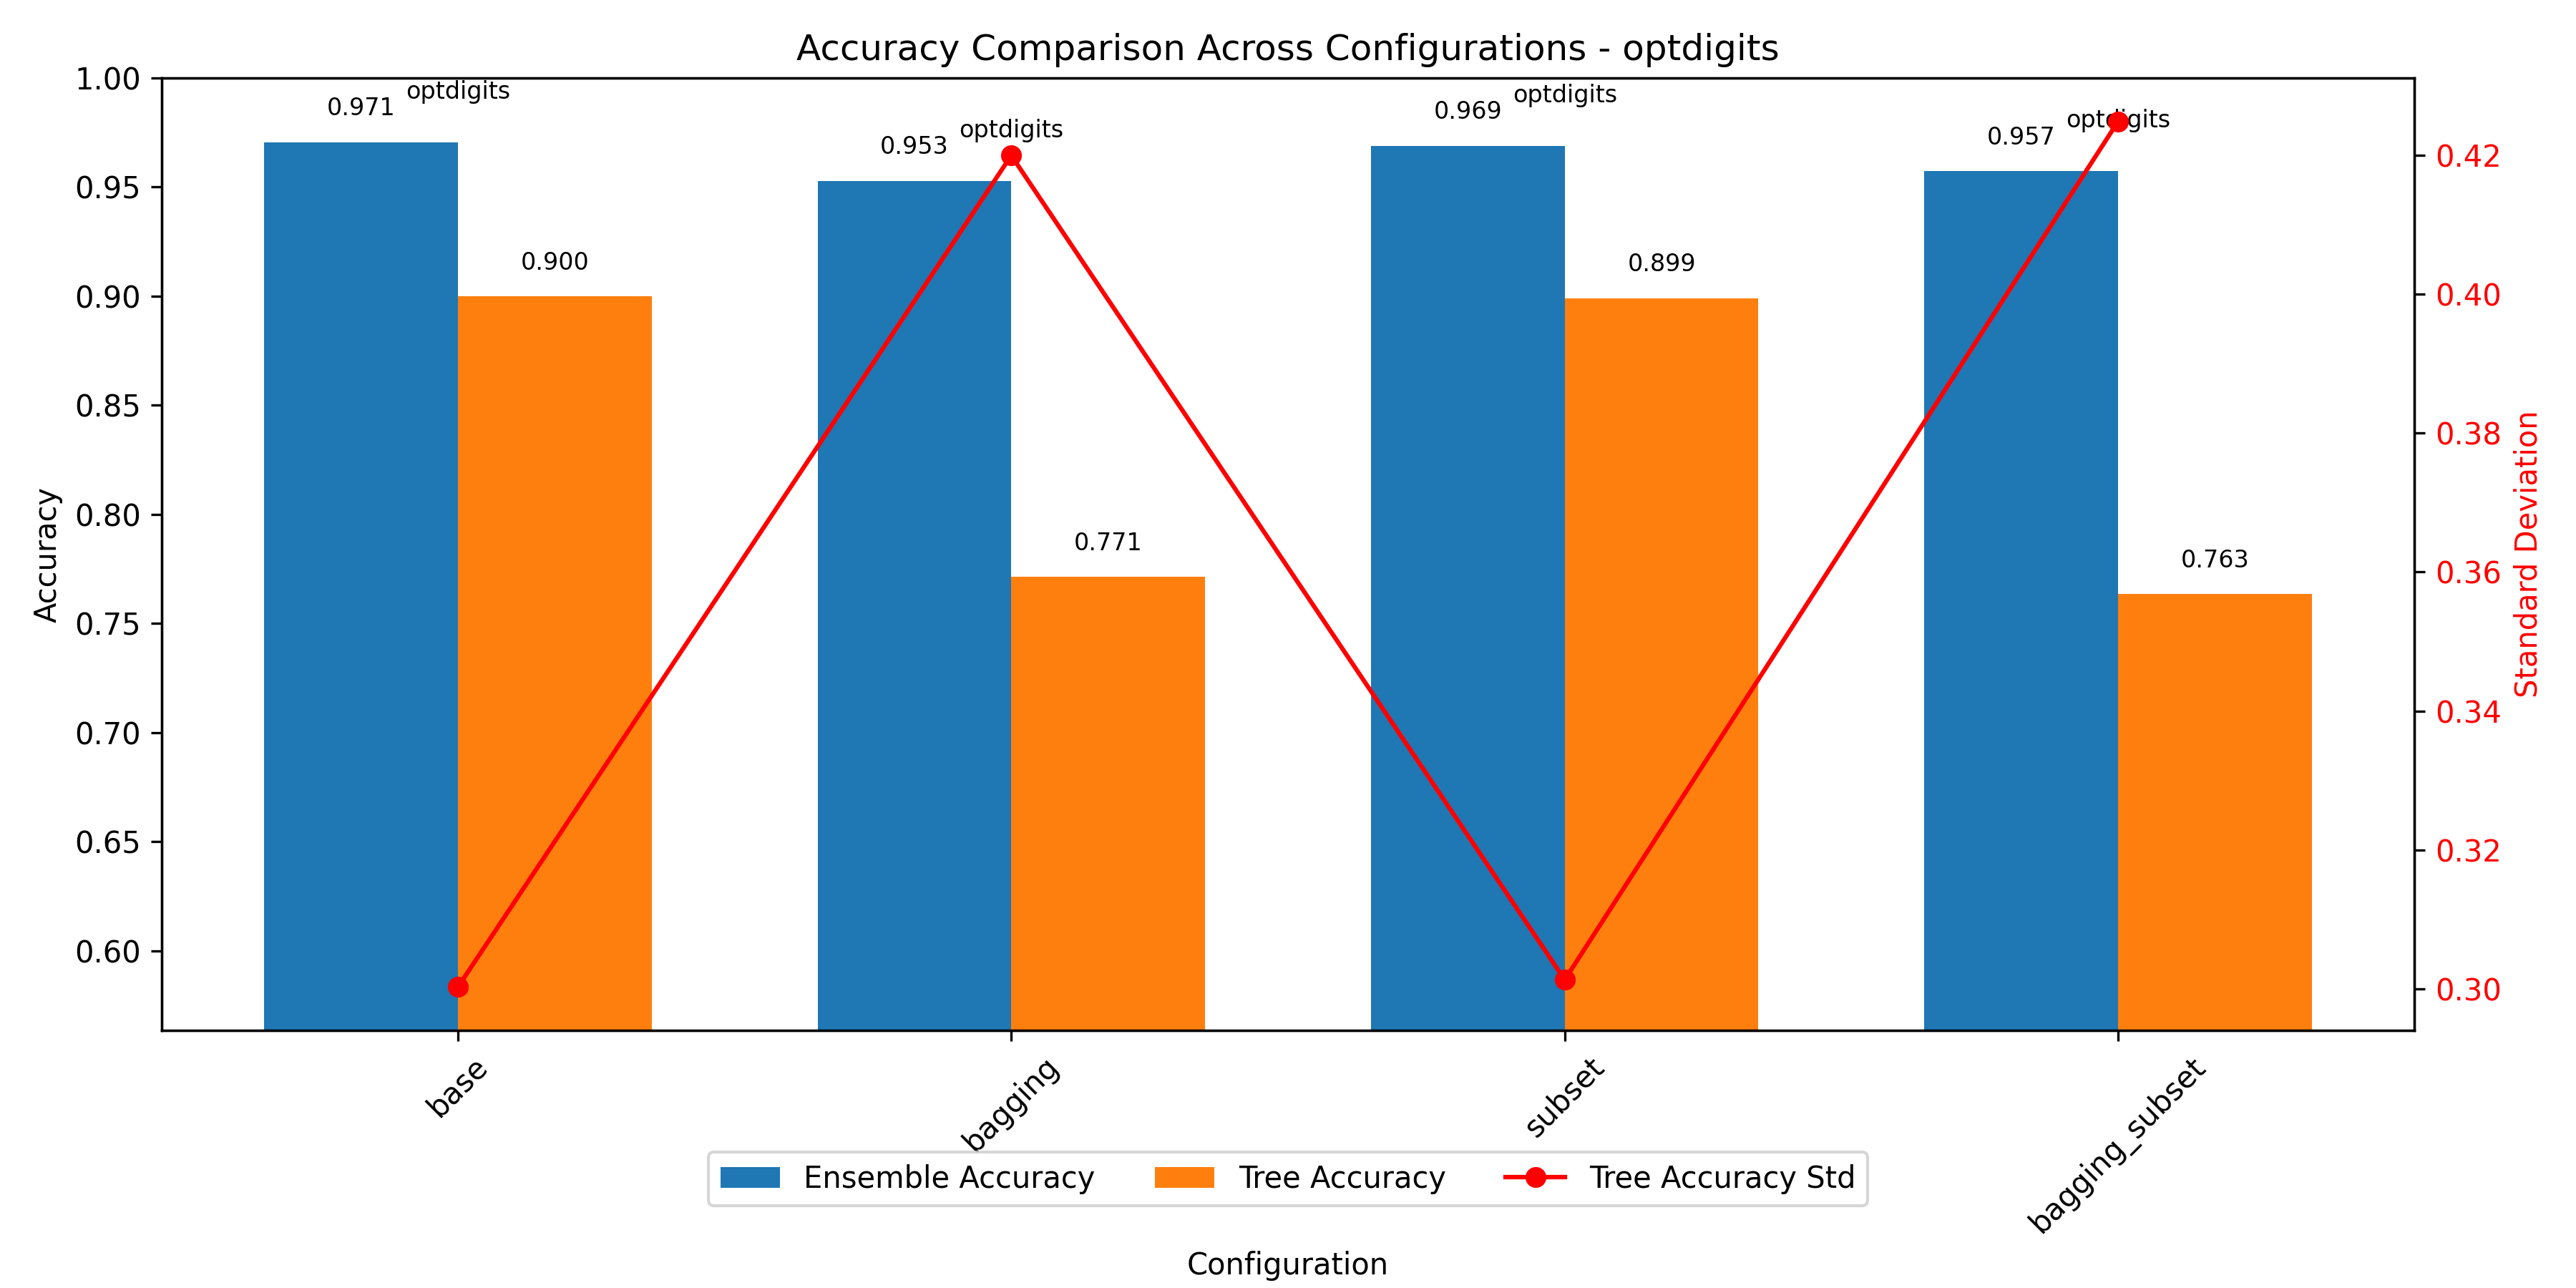 Accuracy Comparison Across Configurations - optdigits
1.00
0.95
0.90
0.85
0.80
0.75
0.70
0.65
0.60
Accuracy
0.971
optdigits
0.900
0.953
optdigits
0.771
0.969
optdigits
0.899
0.957
optdigits
0.763
0.42
0.40
0.38
0.36
0.34
0.32
0.30
Standard Deviation
base
bagging
subset
bagging_subset
Ensemble Accuracy
Tree Accuracy
Tree Accuracy Std
Configuration